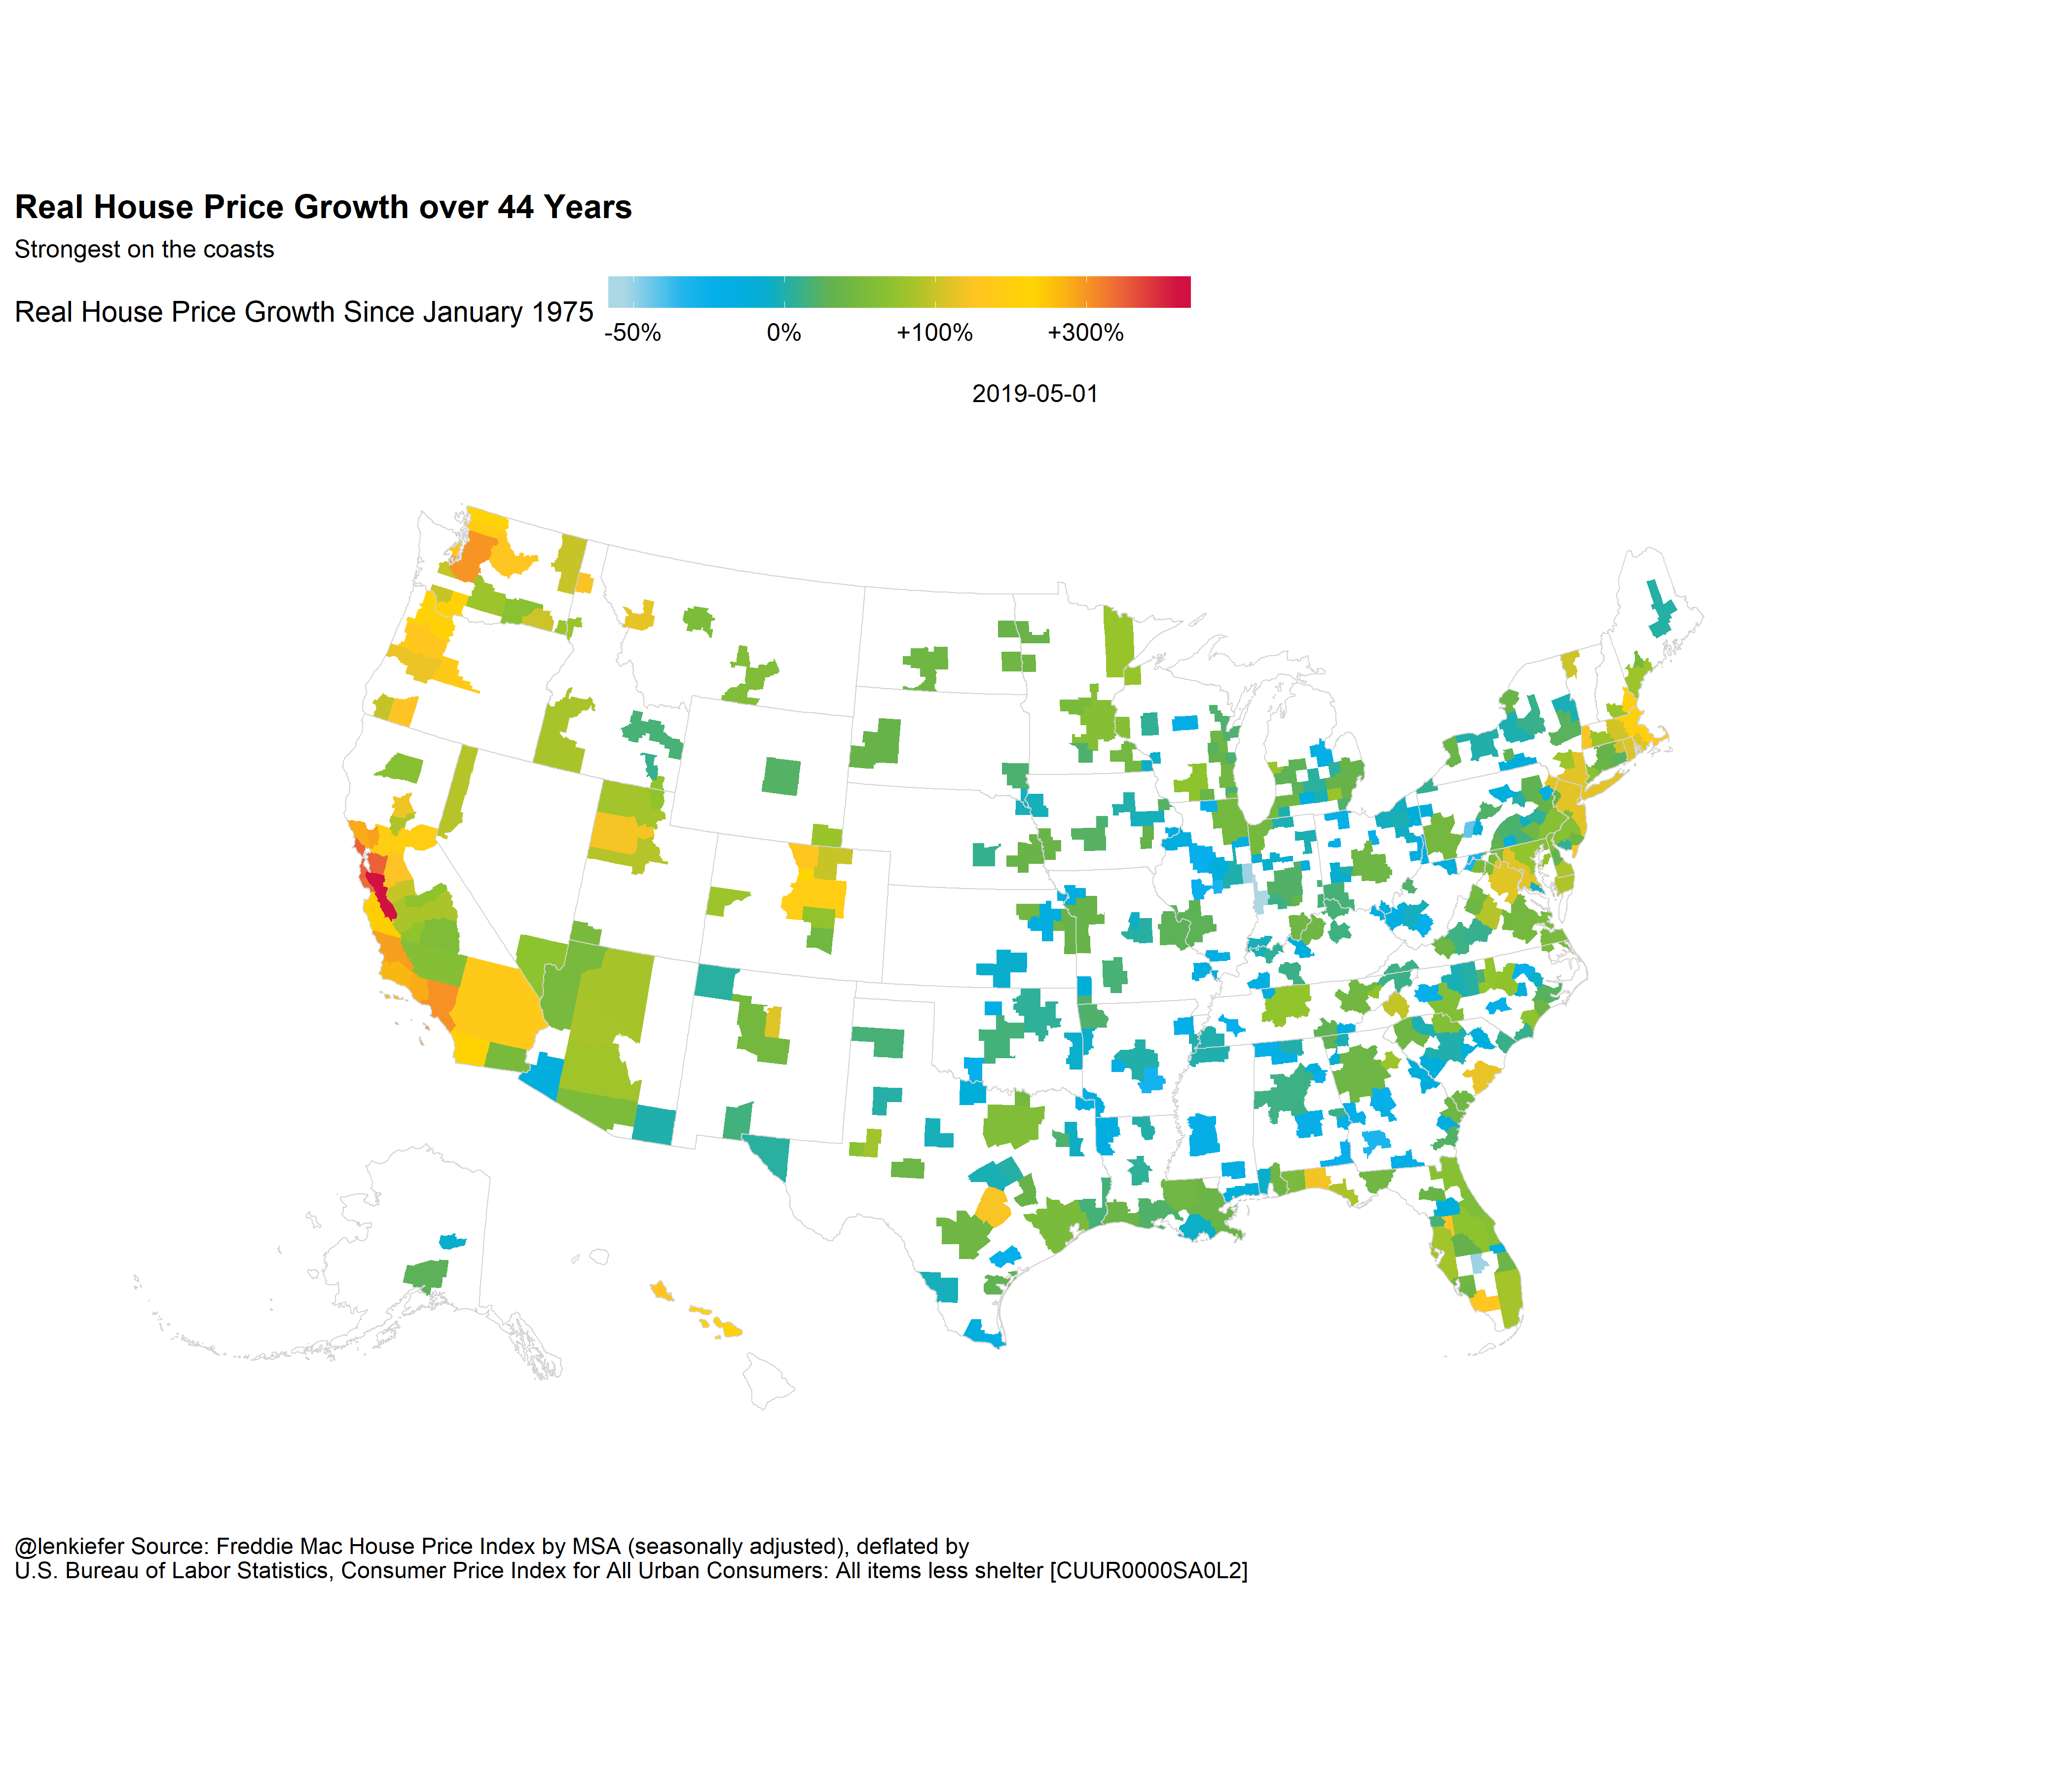 Real House Price Growth over 44 Years
Strongest on the coasts
Real House Price Growth Since January 1975
-50% 0% +100% +300%
2019-05-01
@lenkiefer Source: Freddie Mac House Price Index by MSA (seasonally adjusted), deflated by
U.S. Bureau of Labor Statistics, Consumer Price Index for All Urban Consumers: All items less shelter [CUUR0000SA0L2]